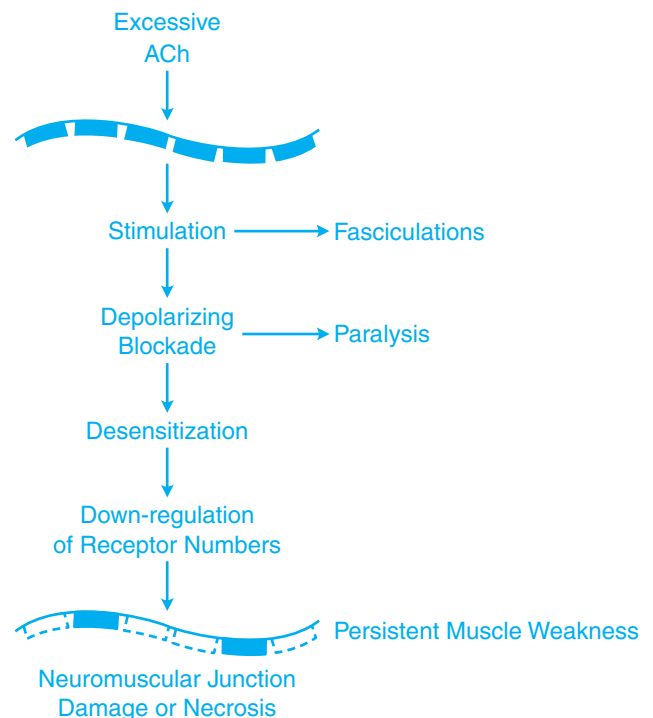 Excessive
ACh
Stimulation
Fasciculations
Depolarizing
Blockade
Paralysis
Desensitization
Down-regulation
of Receptor Numbers
Persistent Muscle Weakness
Neuromuscular Junction
Damage or Necrosis